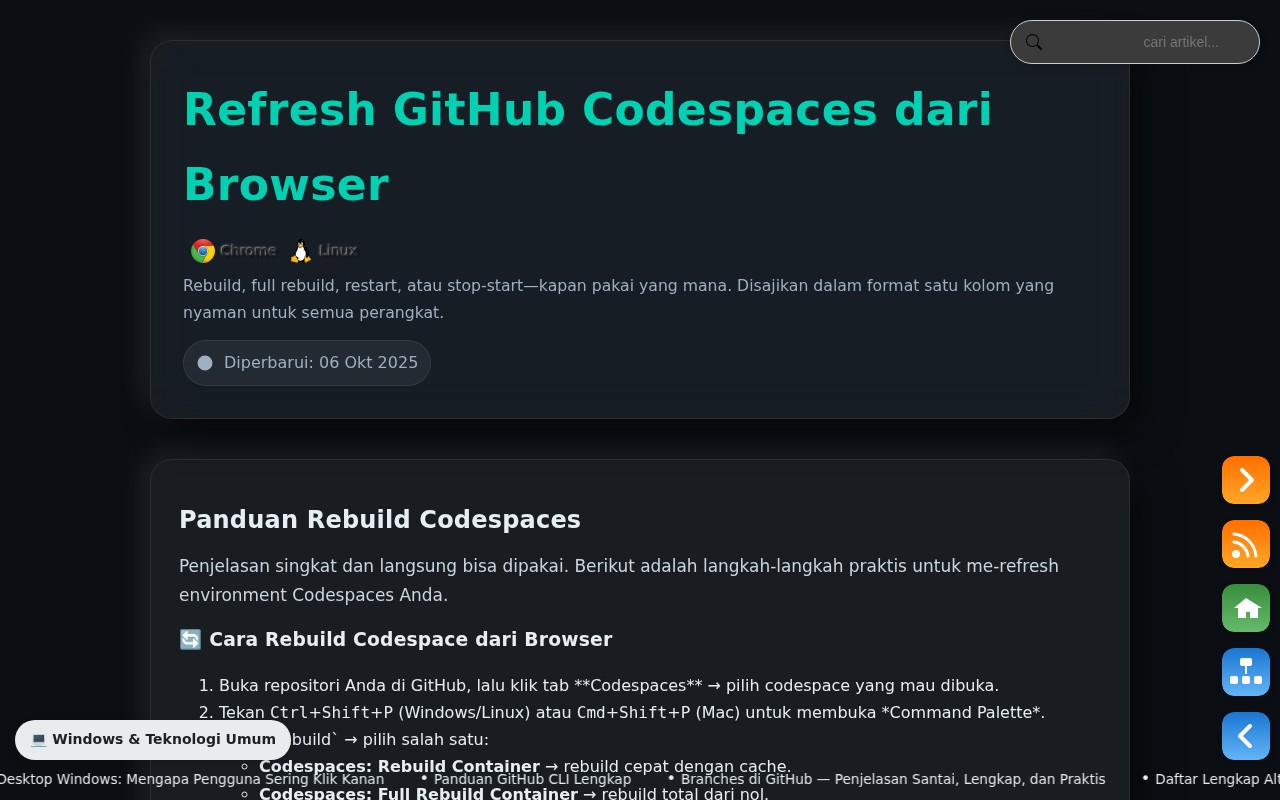 cari artikel...
Refresh GitHub Codespaces dari
Browser
Chrome Linux
Rebuild, full rebuild, restart, atau stop-start—kapan pakai yang mana. Disajikan dalam format satu kolom yang
nyaman untuk semua perangkat.
Diperbarui: 06 Okt 2025
Panduan Rebuild Codespaces
Penjelasan singkat dan langsung bisa dipakai. Berikut adalah langkah-langkah praktis untuk me-refresh
environment Codespaces Anda.
🔄 Cara Rebuild Codespace dari Browser
1. Buka repositori Anda di GitHub, lalu klik tab **Codespaces** → pilih codespace yang mau dibuka.
2. Tekan Ctrl+Shift+P (Windows/Linux) atau Cmd+Shift+P (Mac) untuk membuka *Command Palette*.
build` → pilih salah satu:
💻 Windows & Teknologi Umum
◦ Codespaces: Rebuild Container → rebuild cepat dengan cache.
Desktop Windows: Mengapa Pengguna Sering Klik Kanan • Panduan GitHub CLI Lengkap • Branches di GitHub — Penjelasan Santai, Lengkap, dan Praktis • Daftar Lengkap
◦ Codespaces: Full Rebuild Container → rebuild total dari nol.